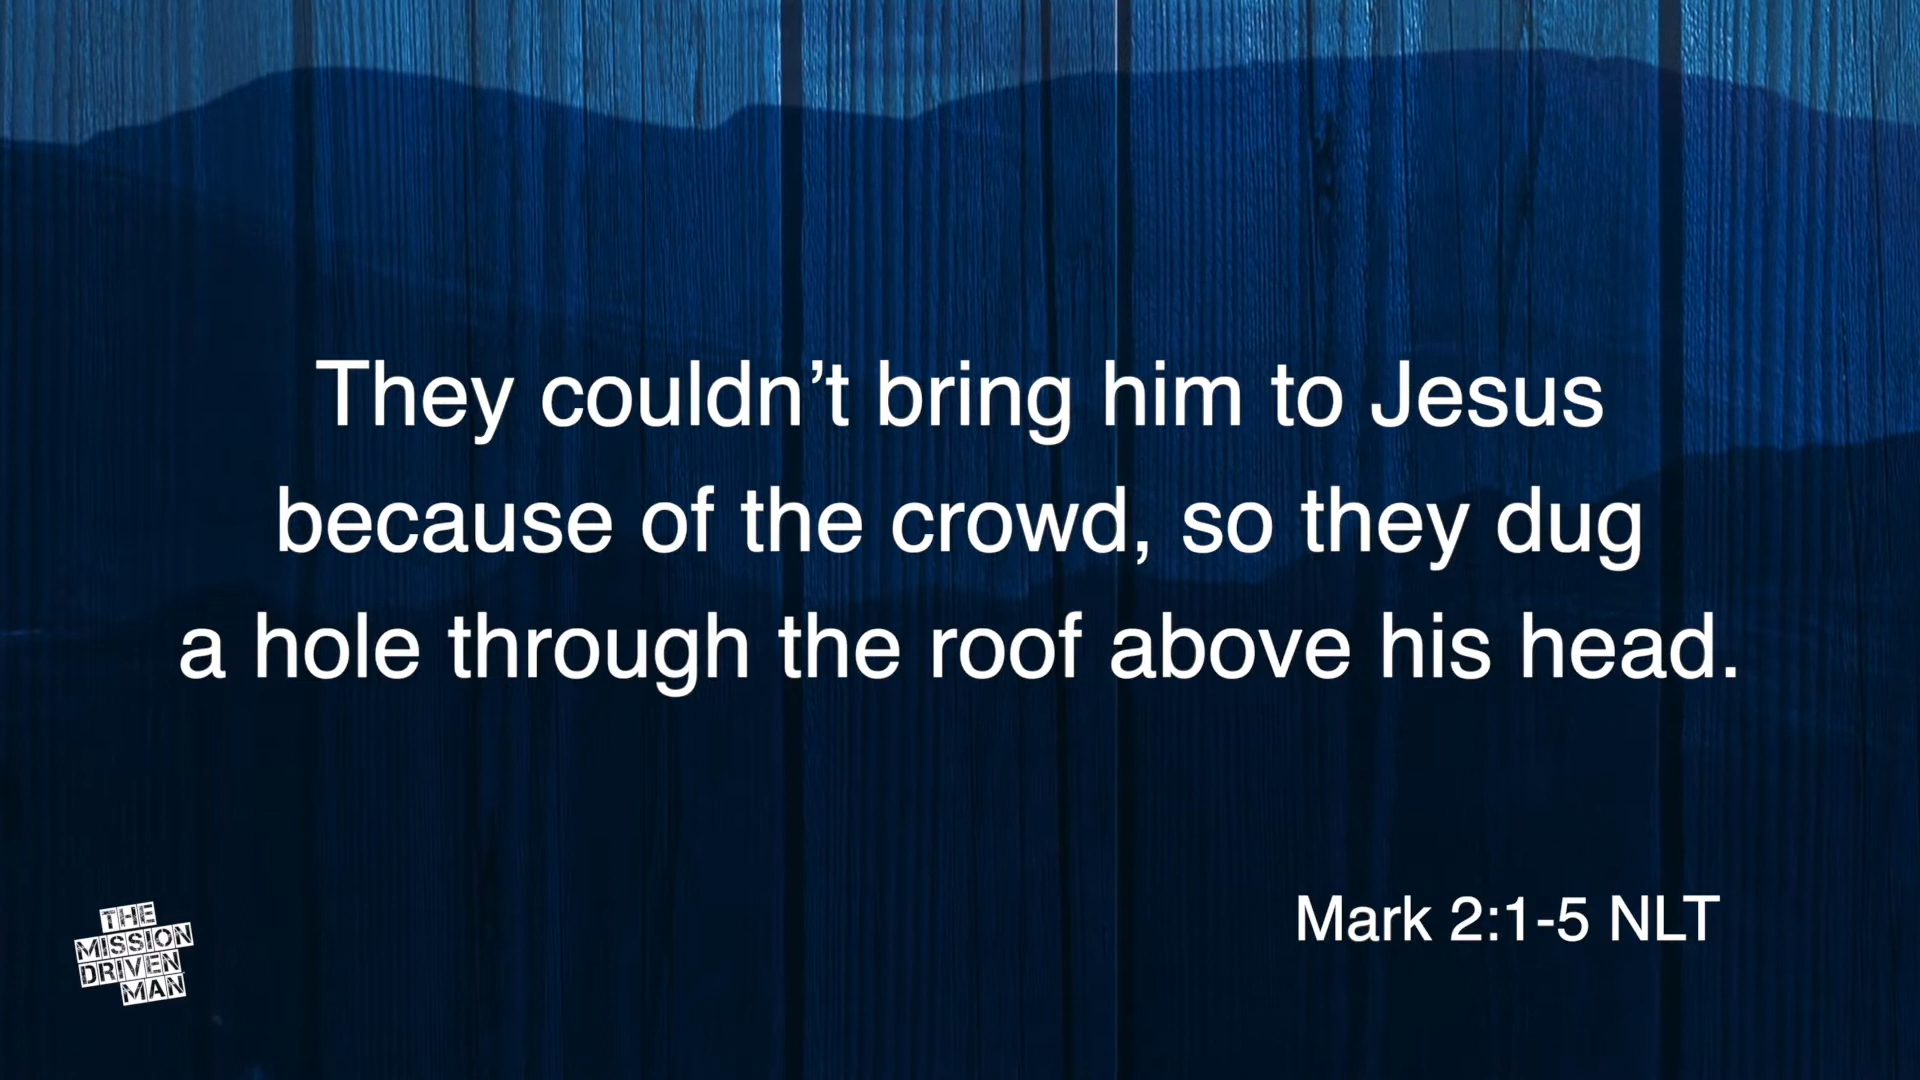 They couldn’t bring him to Jesus
because of the crowd, so they dug
a hole through the roof above his head.
Mark 2:1-5 NLT
THE
MISSION
DRIVEN
MAN